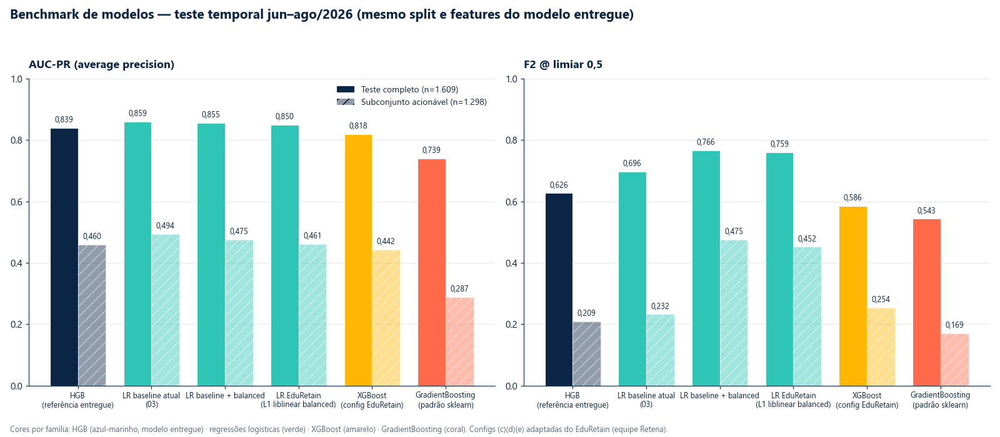 Benchmark de modelos — teste temporal jun–ago/2026 (mesmo split e features do modelo entregue)
AUC-PR (average precision)
1.0
0.8
0.6
0.4
0.2
0.0
Teste completo (n=1.609)
Subconjunto acionável (n=1.298)
0,839
0,460
0,859
0,494
0,855
0,475
0,850
0,461
0,818
0,442
0,739
0,287
HGB
(referência entregue)
LR baseline atual
(03)
LR baseline + balanced
LR EduRetain
(L1 liblinear balanced)
XGBoost
(config EduRetain)
GradientBoosting
(padrão sklearn)
F2 @ limiar 0,5
1.0
0.8
0.6
0.4
0.2
0.0
0,626
0,209
0,696
0,232
0,766
0,475
0,759
0,452
0,586
0,254
0,543
0,169
HGB
(referência entregue)
LR baseline atual
(03)
LR baseline + balanced
LR EduRetain
(L1 liblinear balanced)
XGBoost
(config EduRetain)
GradientBoosting
(padrão sklearn)
Cores por família: HGB (azul-marinho, modelo entregue) · regressões logísticas (verde) · XGBoost (amarelo) · GradientBoosting (coral). Configs (c)(d)(e) adaptadas do EduRetain (equipe Retena).